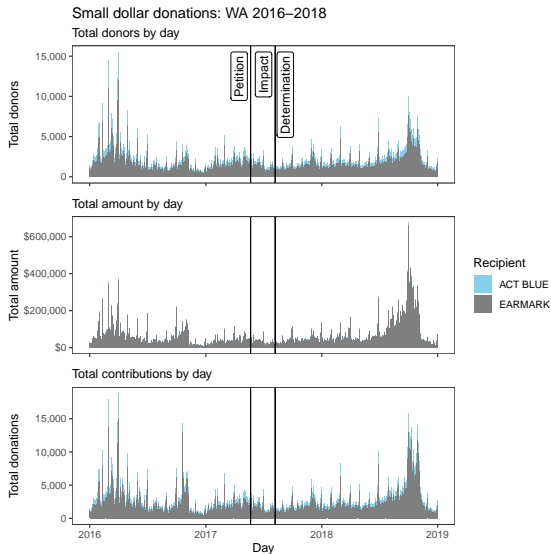 Small dollar donations: WA 2016–2018
Total donors by day
Total donors
15,000
10,000
5,000
0
Petition
Impact
Determination
Total amount by day
Total amount
$600,000
$400,000
$200,000
$0
Recipient
ACT BLUE
EARMARK
Total contributions by day
Total donations
15,000
10,000
5,000
0
2016
2017
2018
2019
Day